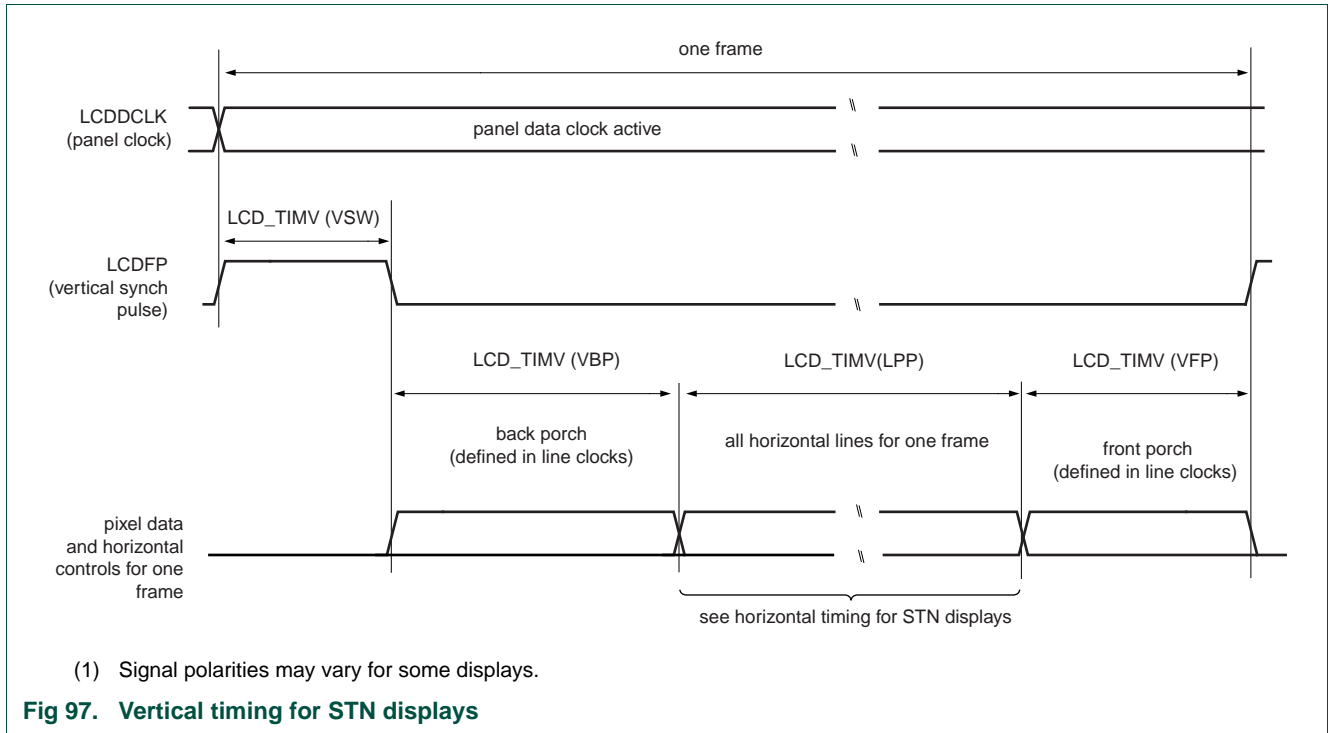 one frame
LCDDCLK
(panel clock)
panel data clock active
LCD_TIMV (VSW)
LCDFP
(vertical synch
pulse)
LCD_TIMV (VBP)
LCD_TIMV(LPP)
LCD_TIMV (VFP)
back porch
(defined in line clocks)
all horizontal lines for one frame
front porch
(defined in line clocks)
pixel data
and horizontal
controls for one
frame
see horizontal timing for STN displays
(1) Signal polarities may vary for some displays.
Fig 97. Vertical timing for STN displays